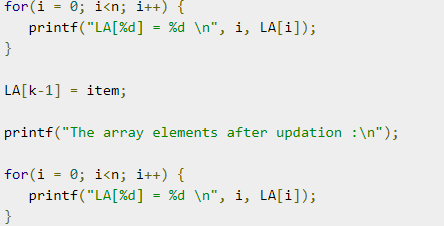 for(i = 0; i<n; i++) {
   printf("LA[%d] = %d \n", i, LA[i]);
}
LA[k-1] = item;
printf("The array elements after updation :\n");
for(i = 0; i<n; i++) {
   printf("LA[%d] = %d \n", i, LA[i]);
}